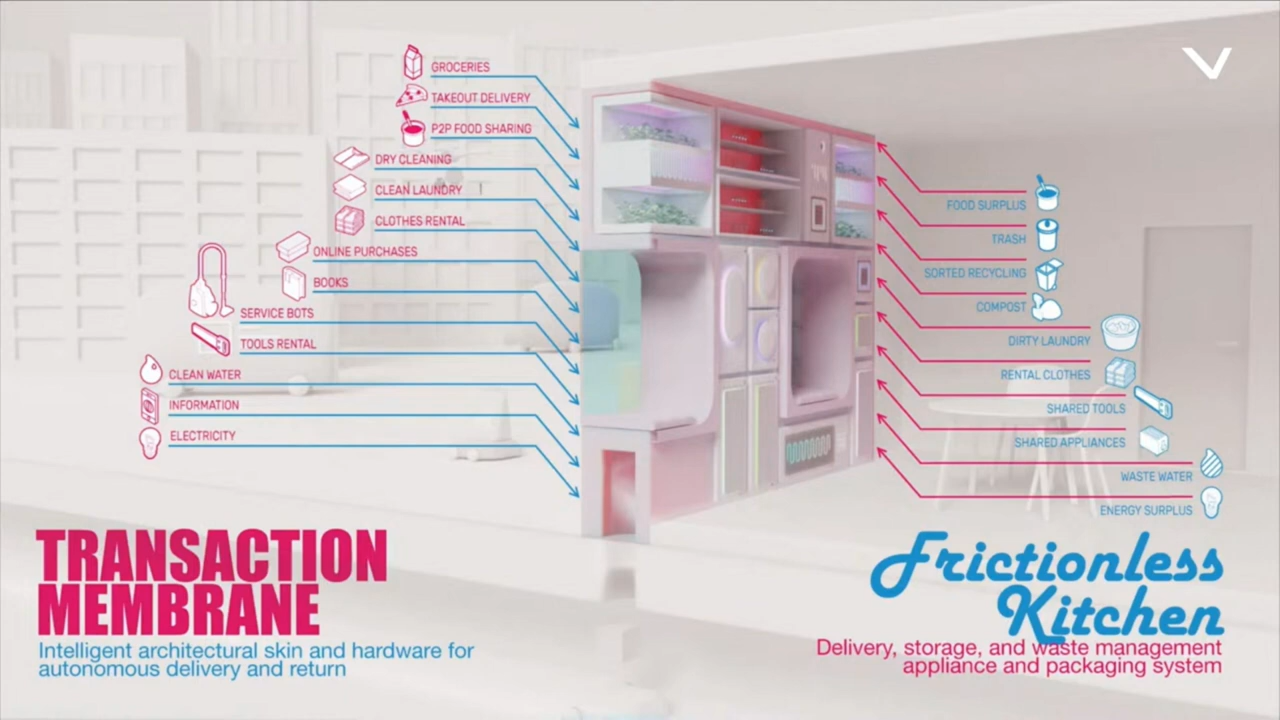 GROCERIES
TAKEOUT DELIVERY
P2P FOOD SHARING
DRY CLEANING
CLEAN LAUNDRY
CLOTHES RENTAL
ONLINE PURCHASES
BOOKS
SERVICE BOTS
TOOLS RENTAL
CLEAN WATER
INFORMATION
ELECTRICITY
FOOD SURPLUS
TRASH
SORTED RECYCLING
COMPOST
DIRTY LAUNDRY
RENTAL CLOTHES
SHARED TOOLS
SHARED APPLIANCES
WASTE WATER
ENERGY SURPLUS
TRANSACTION
MEMBRANE
Intelligent architectural skin and hardware for
autonomous delivery and return
Frictionless
Kitchen
Delivery, storage, and waste management
appliance and packaging system